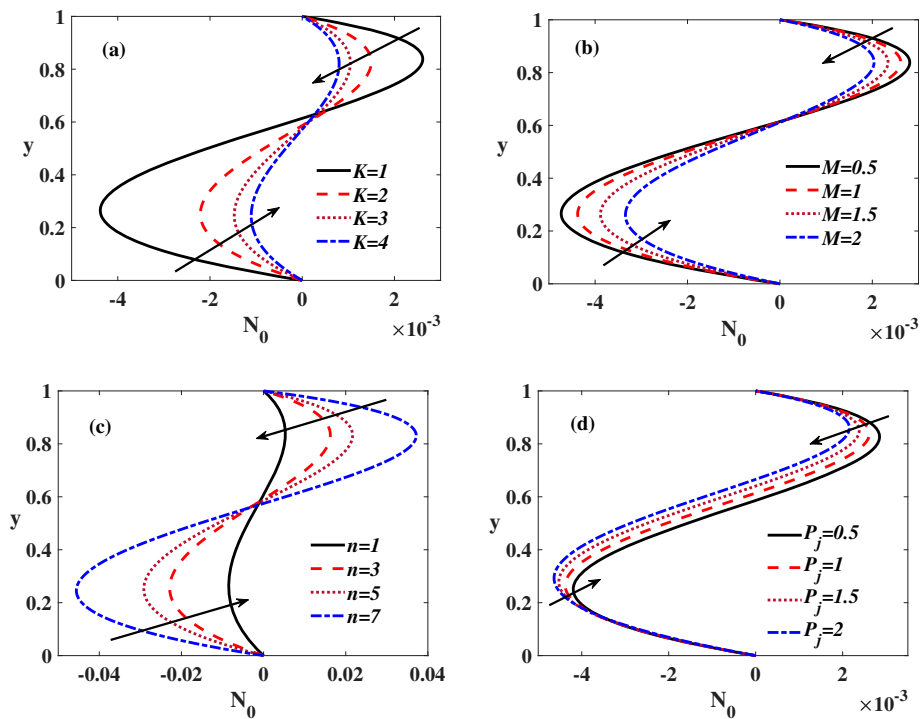 (a)
1
0.8
0.6
0.4
0.2
0
y
K=1
K=2
K=3
K=4
-4
-2
0
2
N0
×10-3
(b)
1
0.8
0.6
0.4
0.2
0
y
M=0.5
M=1
M=1.5
M=2
-4
-2
0
2
N0
×10-3
(c)
1
0.8
0.6
0.4
0.2
0
y
n=1
n=3
n=5
n=7
-0.04
-0.02
0
0.02
0.04
N0
(d)
1
0.8
0.6
0.4
0.2
0
y
Pj=0.5
Pj=1
Pj=1.5
Pj=2
-4
-2
0
2
N0
×10-3